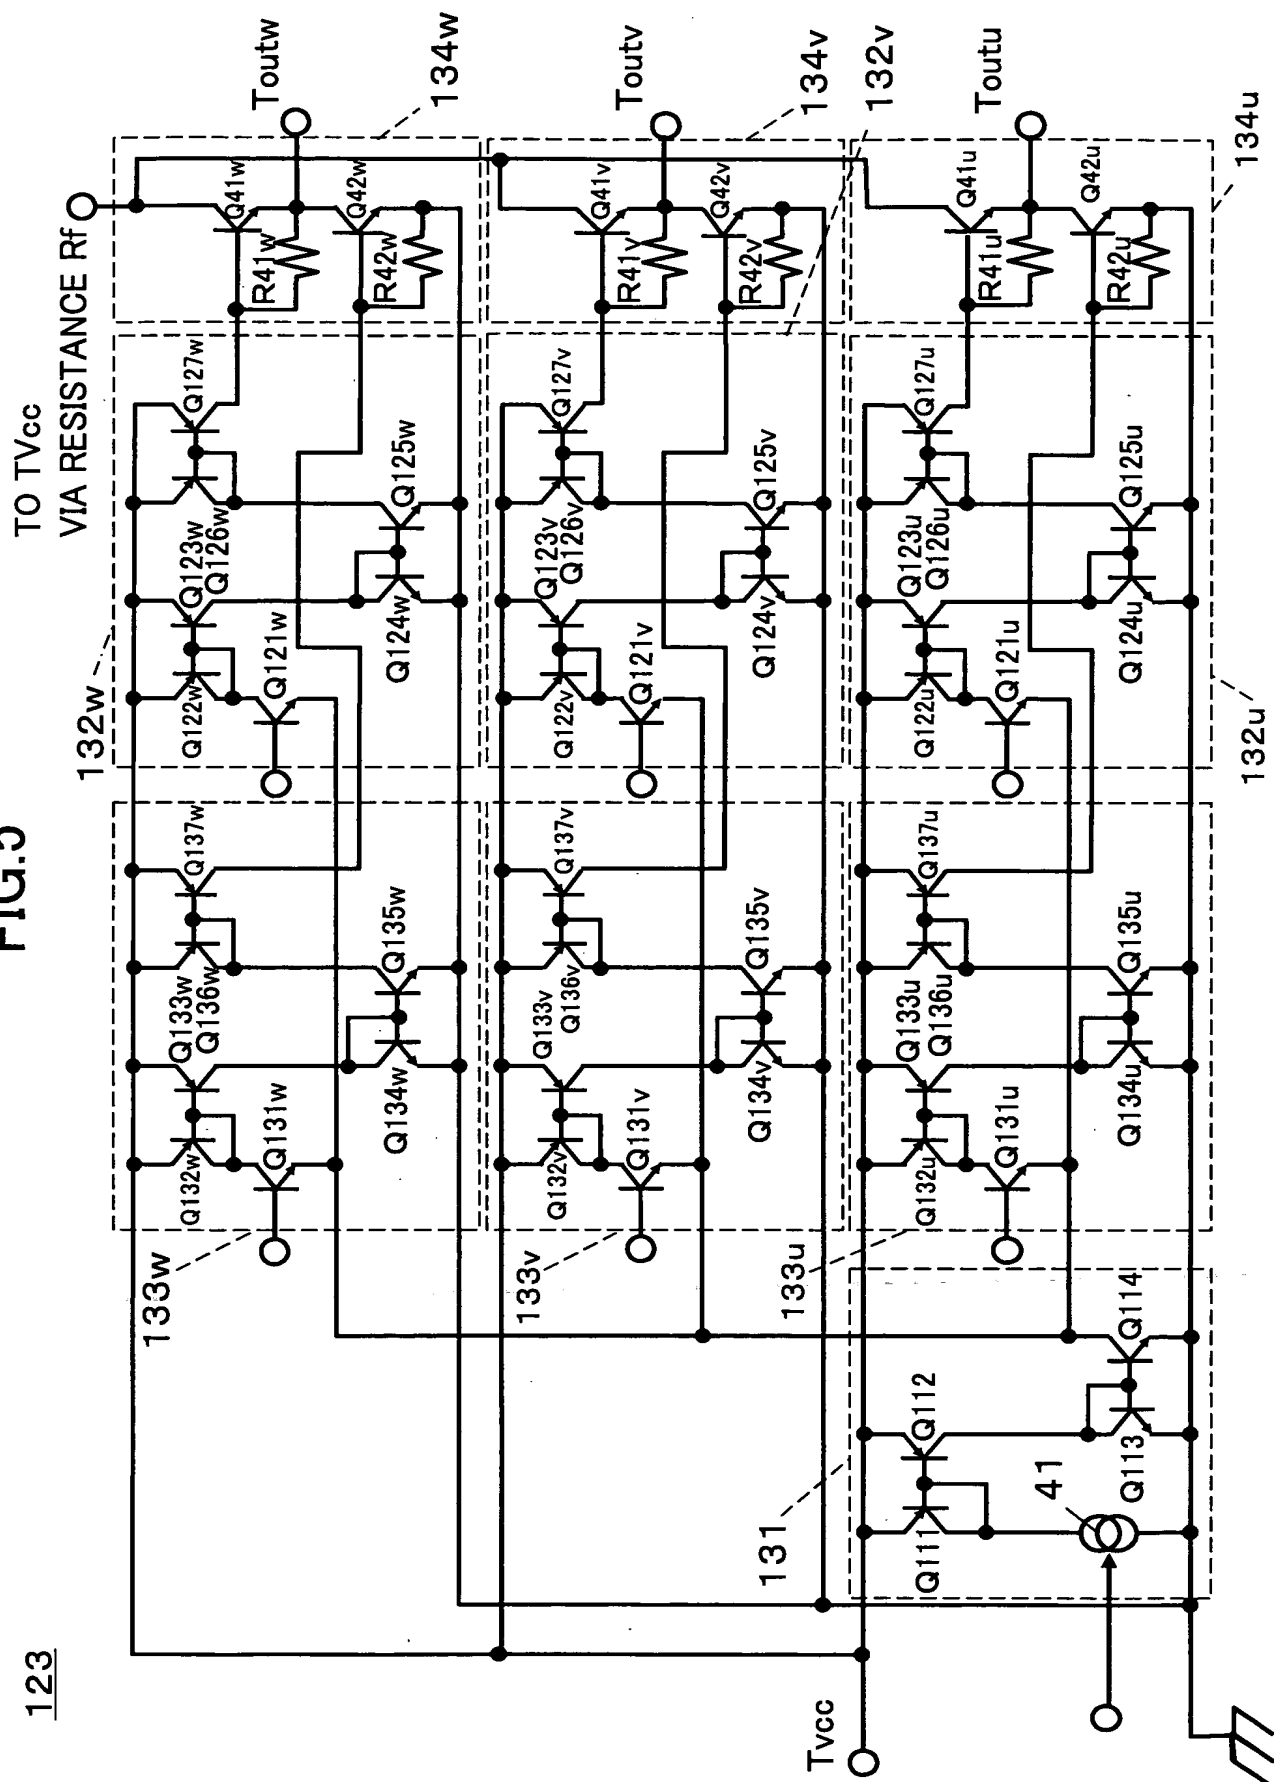 FIG.5
123
TO TVcc
VIA RESISTANCE Rf
Toutw
134w
Q41w
R41w
Q42w
R42w
132w
Q127w
Q123w
Q126w
Q125w
Q122w
Q121w
Q124w
133w
Q137w
Q133w
Q136w
Q135w
Q132w
Q131w
Q134w
Toutv
134v
132v
Q41v
R41v
Q42v
R42v
Q127v
Q123v
Q126v
Q125v
Q122v
Q121v
Q124v
133v
Q137v
Q133v
Q136v
Q135v
Q132v
Q131v
Q134v
Toutu
134u
Q41u
R41u
Q42u
R42u
132u
Q127u
Q123u
Q126u
Q125u
Q122u
Q121u
Q124u
133u
Q137u
Q133u
Q136u
Q135u
Q132u
Q131u
Q134u
131
Q112
Q114
Q111
41
Q113
Tvcc